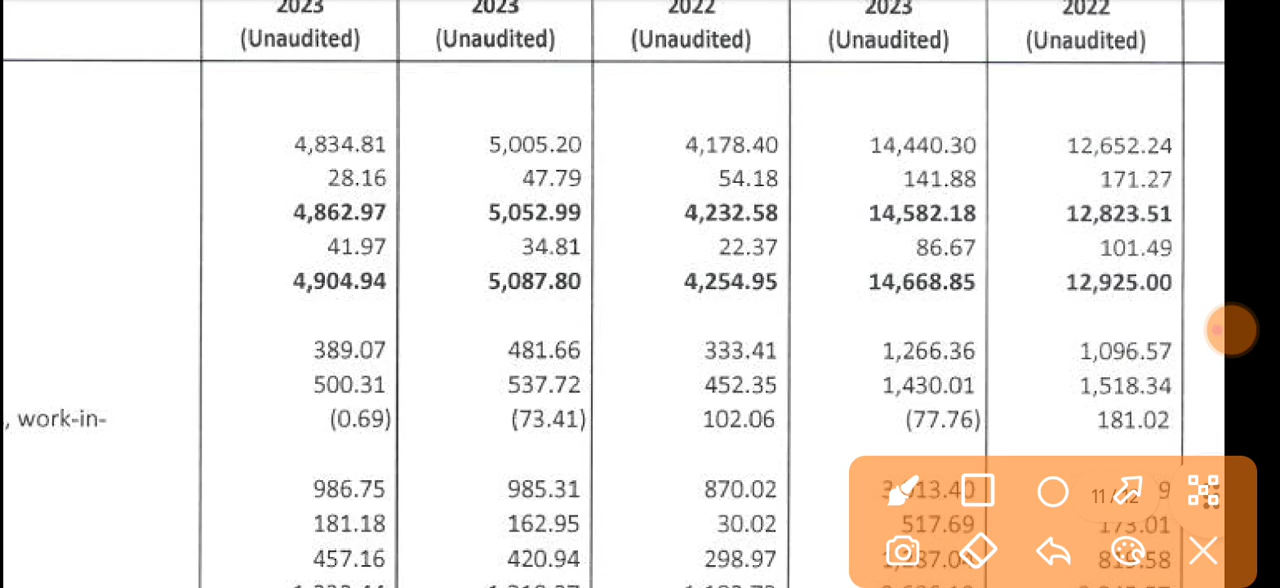 2023 2023 2022 2023 2022
(Unaudited) (Unaudited) (Unaudited) (Unaudited) (Unaudited)
4,834.81 5,005.20 4,178.40 14,440.30 12,652.24
28.16 47.79 54.18 141.88 171.27
4,862.97 5,052.99 4,232.58 14,582.18 12,823.51
41.97 34.81 22.37 86.67 101.49
4,904.94 5,087.80 4,254.95 14,668.85 12,925.00
389.07 481.66 333.41 1,266.36 1,096.57
500.31 537.72 452.35 1,430.01 1,518.34
, work-in- (0.69) (73.41) 102.06 (77.76) 181.02
986.75 985.31 870.02
181.18 162.95 30.02 517.69 173.01
457.16 420.94 298.97